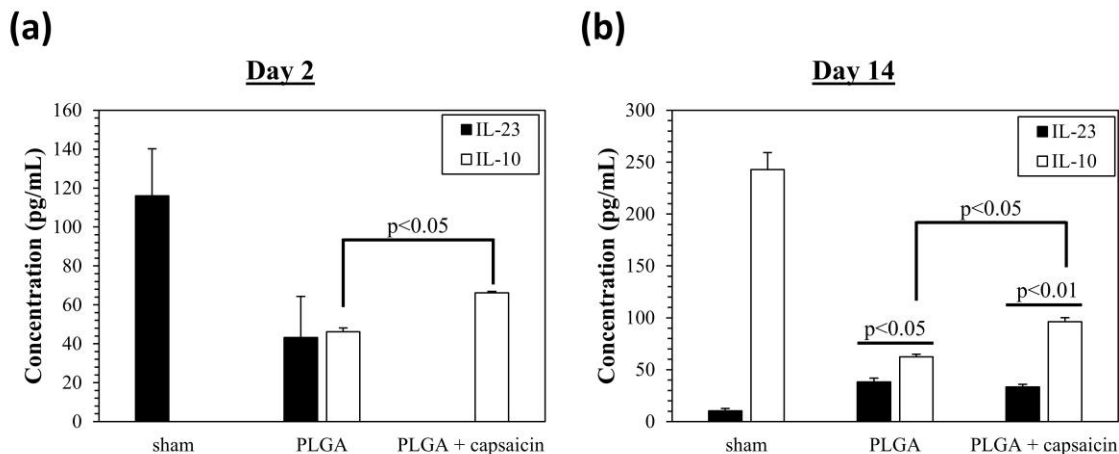 (a)
Day 2
Concentration (pg/mL)
160
140
120
100
80
60
40
20
0
IL-23
IL-10
p<0.05
sham
PLGA
PLGA + capsaicin
(b)
Day 14
Concentration (pg/mL)
300
250
200
150
100
50
0
IL-23
IL-10
p<0.05
p<0.01
p<0.05
sham
PLGA
PLGA + capsaicin